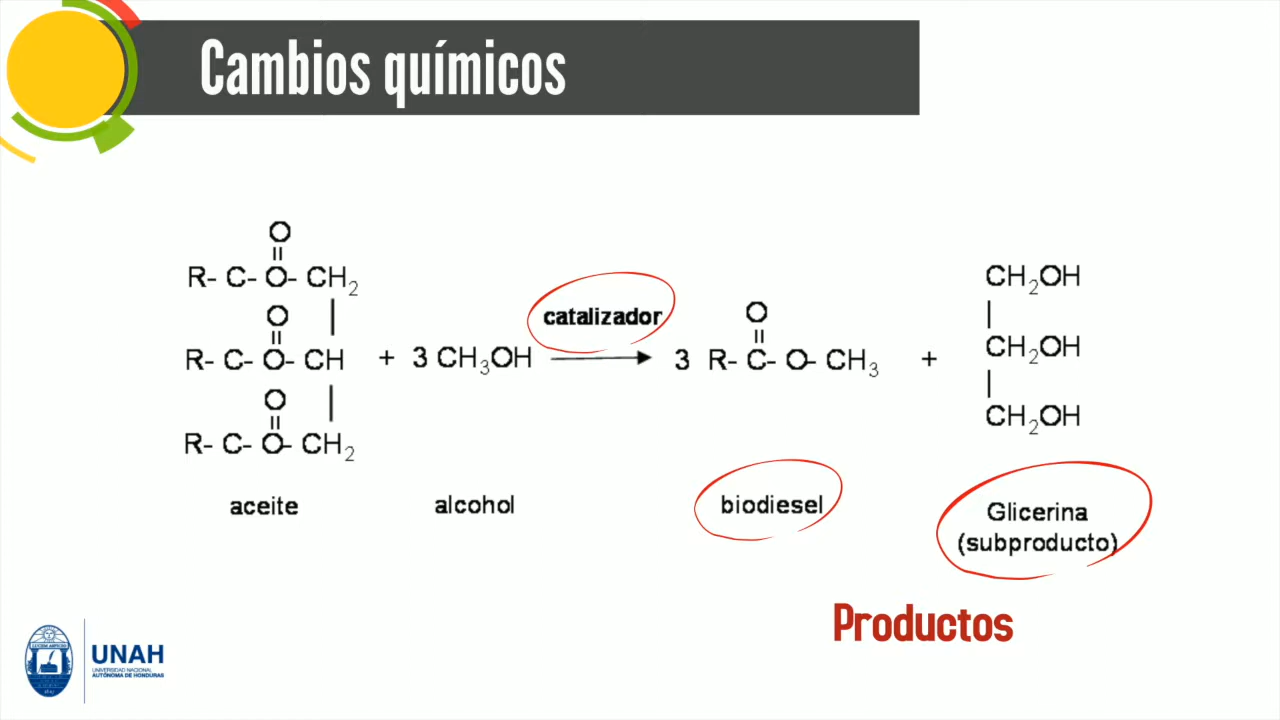 Cambios químicos
O
R- C- O- CH2
O
R- C- O- CH + 3 CH3OH
O
R- C- O- CH2
catalizador
O
3 R- C- O- CH3 +
CH2OH
CH2OH
CH2OH
aceite
alcohol
biodiesel
Glicerina
(subproducto)
Productos
UNAH
UNIVERSIDAD NACIONAL
AUTÓNOMA DE HONDURAS